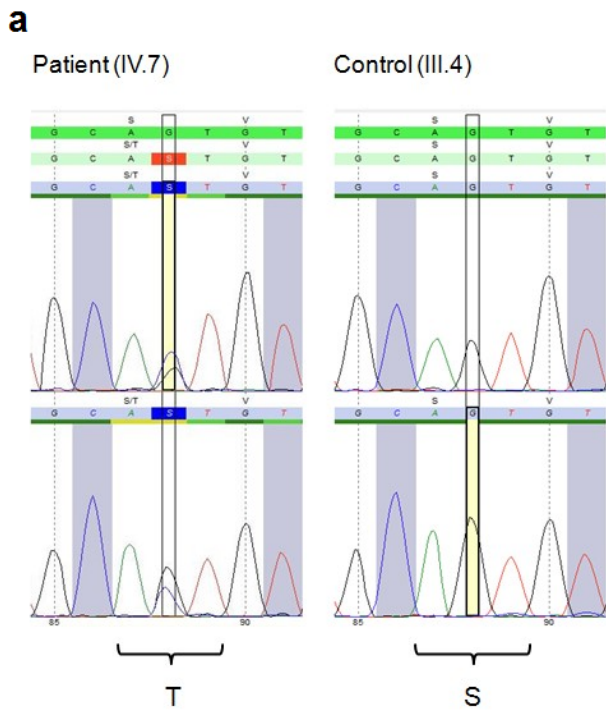 a
Patient (IV.7) Control (III.4)
S V S V
G C A G T G T G C A G T G T
S/T V S V
G C A S T G T G C A G T G T
S/T V S V
G C A S T G T G C A G T G T
S/T V S V
G C A S T G T G C A G T G T
85 90 85 90
T S